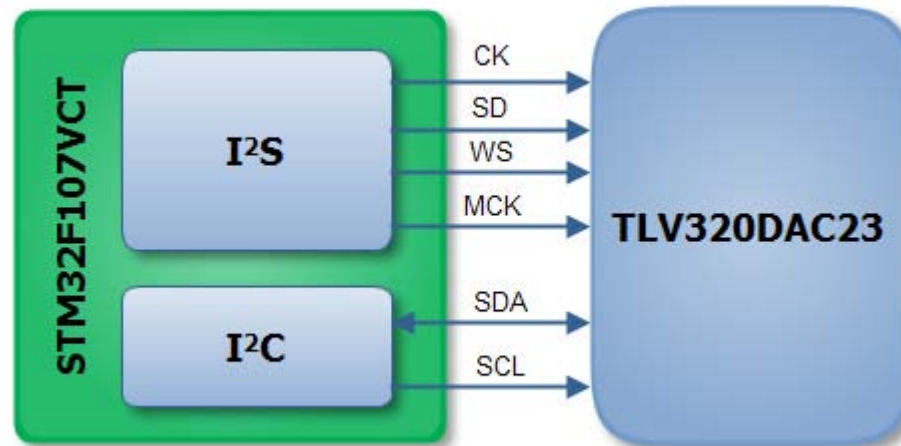 STM32F107VCT
I²S
I²C
CK
SD
WS
MCK
SDA
SCL
TLV320DAC23